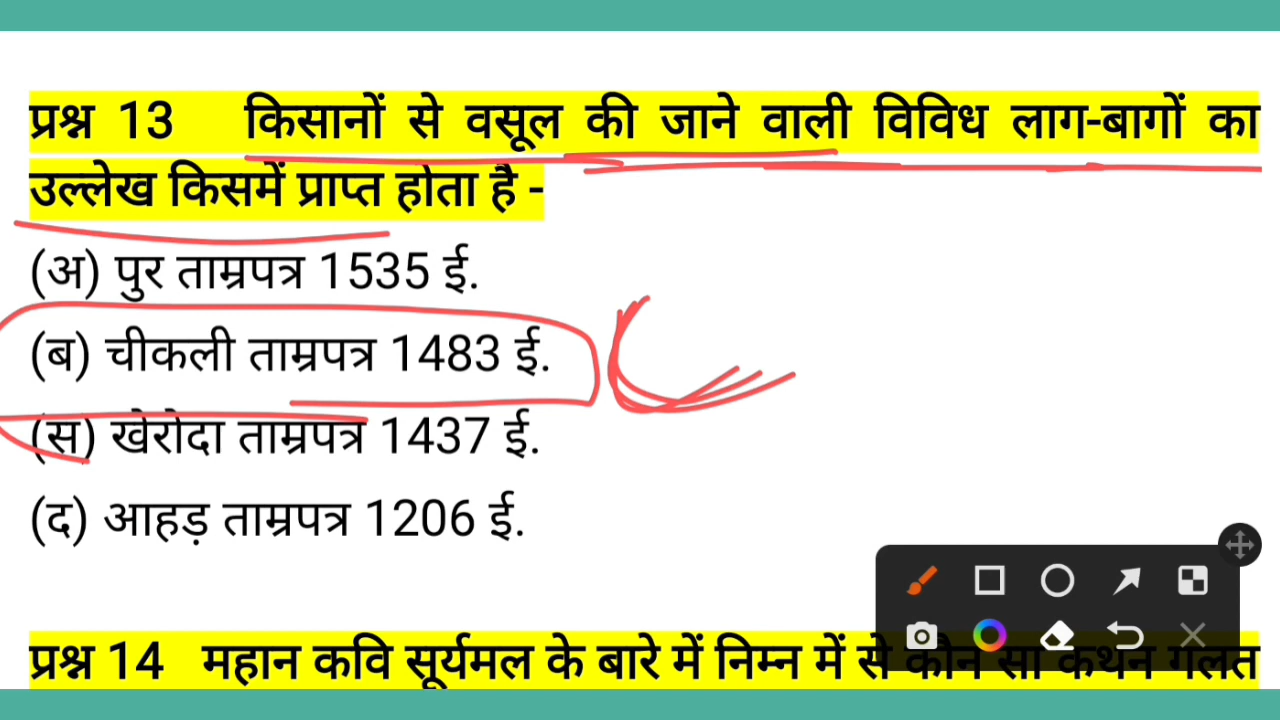 प्रश्न 13 किसानों से वसूल की जाने वाली विविध लाग-बागों का
उल्लेख किसमें प्राप्त होता है -
(अ) पुर ताम्रपत्र 1535 ई.
(ब) चीकली ताम्रपत्र 1483 ई.
(स) खेरोदा ताम्रपत्र 1437 ई.
(द) आहड़ ताम्रपत्र 1206 ई.
प्रश्न 14 महान कवि सूर्यमल के बारे में निम्न में से कौन सा कथन गलत